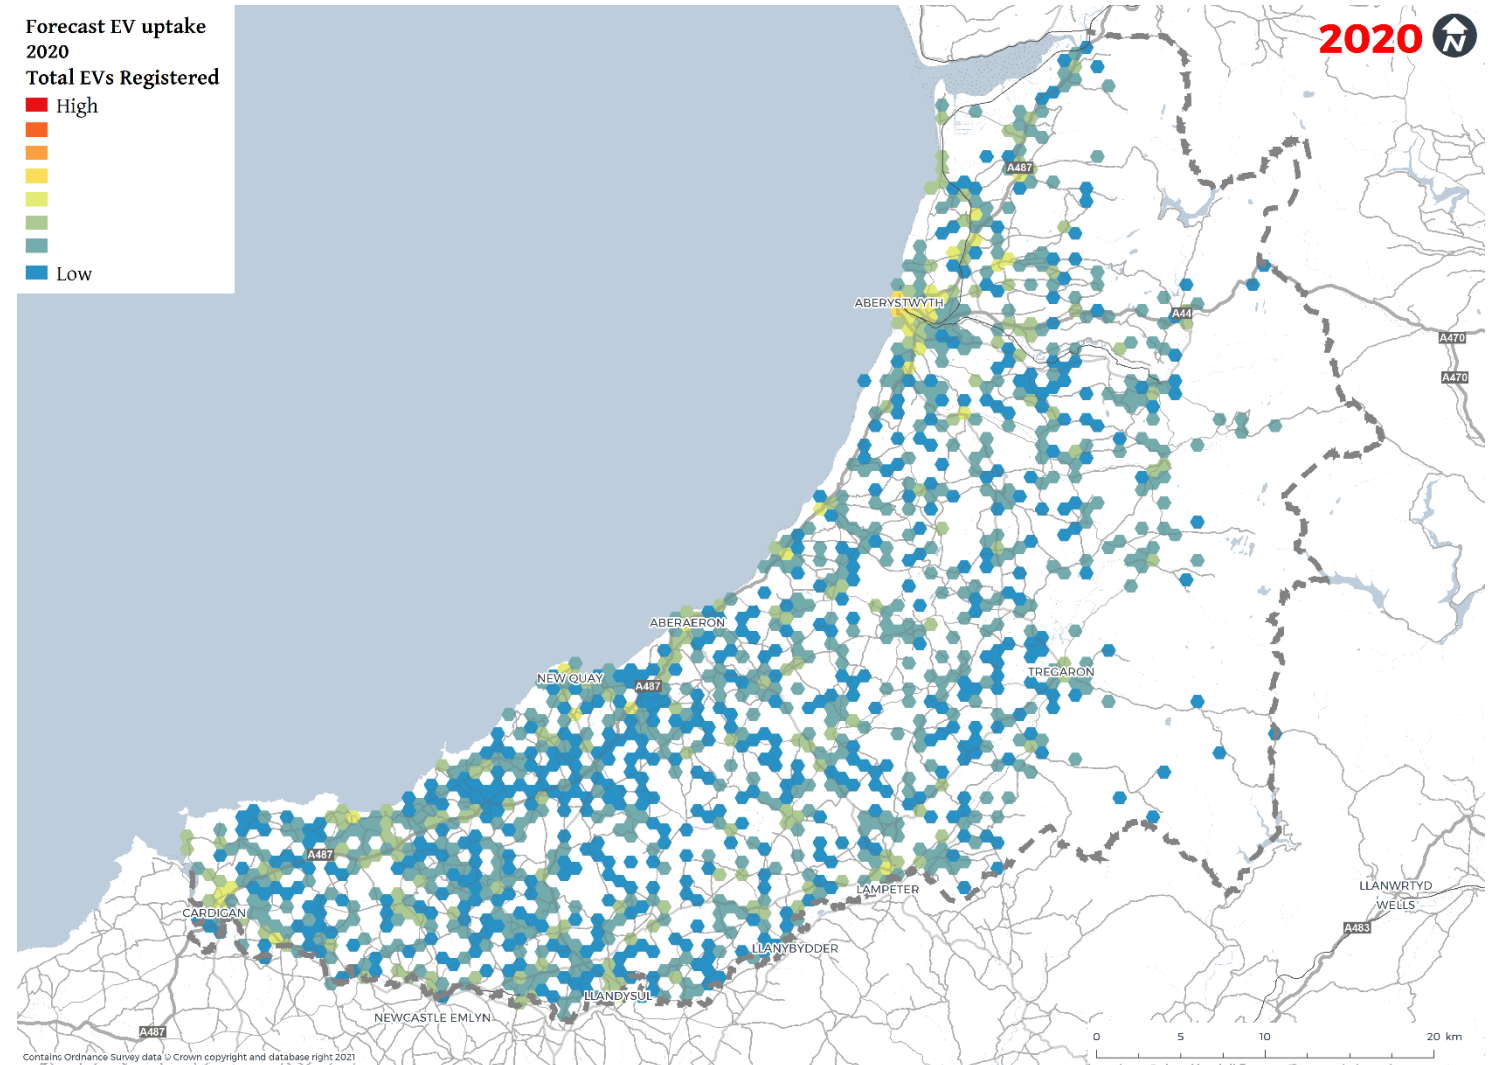 Forecast EV uptake
2020
Total EVs Registered
High
Low
2020
N
A487
ABERYSTWYTH
A44
A470
A470
ABERAERON
NEW QUAY
A487
TREGARON
A487
LAMPETER
LLANWRTYD
WELLS
CARDIGAN
A483
LLANYBYDDER
LLANDYSUL
NEWCASTLE EMLYN
A487
0 5 10 20 km
Contains Ordnance Survey data © Crown copyright and database right 2021